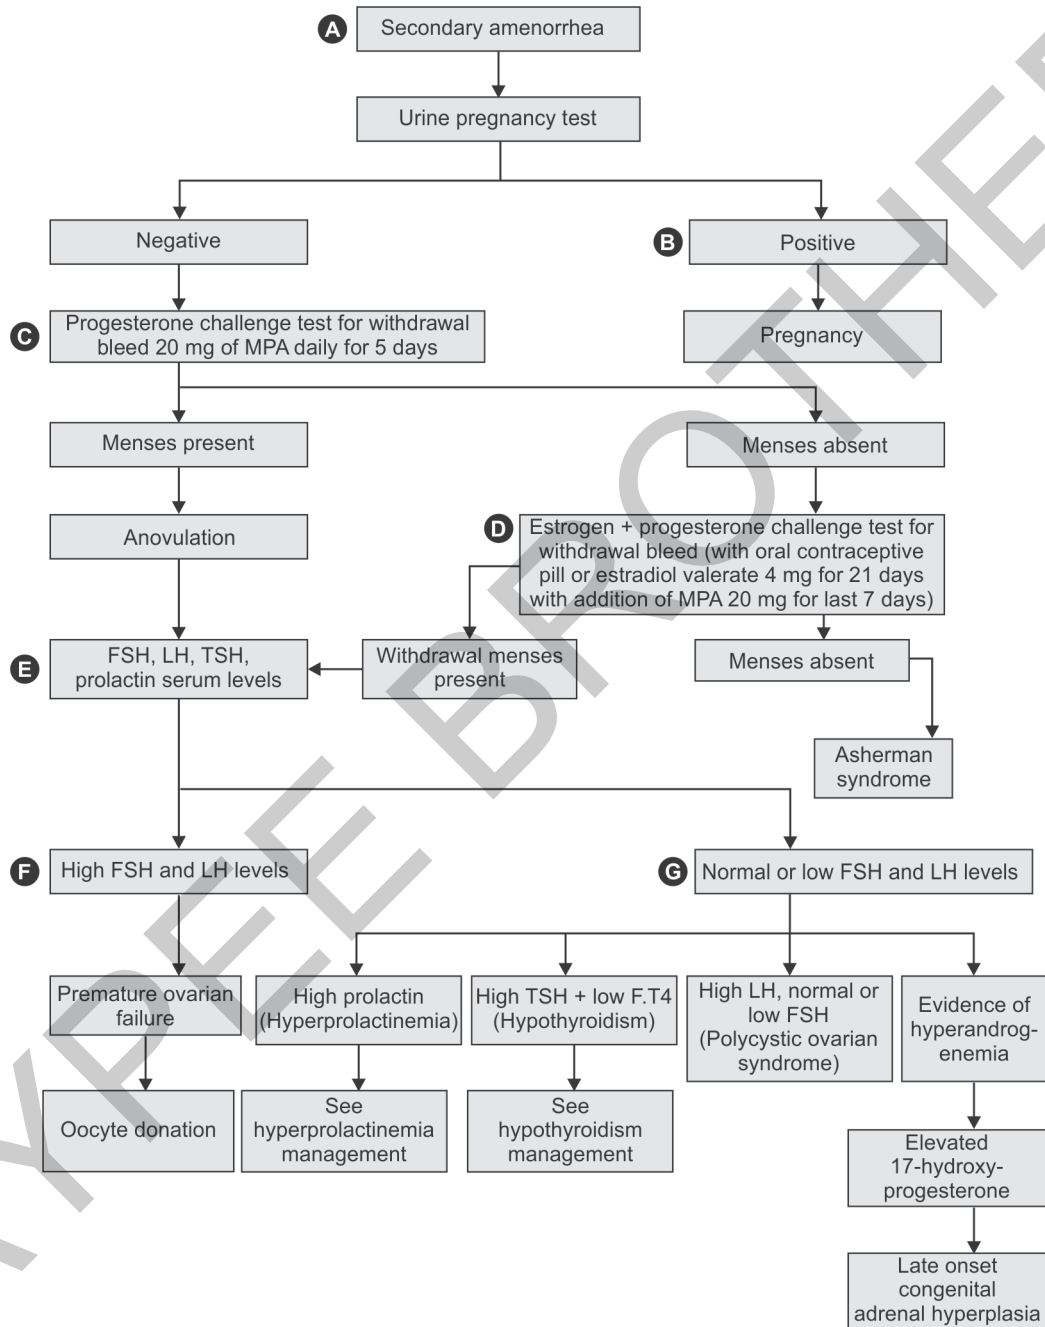 A
Secondary amenorrhea
Urine pregnancy test
Negative
B
Positive
C
Progesterone challenge test for withdrawal
bleed 20 mg of MPA daily for 5 days
Pregnancy
Menses present
Menses absent
Anovulation
D
Estrogen + progesterone challenge test for
withdrawal bleed (with oral contraceptive
pill or estradiol valerate 4 mg for 21 days
with addition of MPA 20 mg for last 7 days)
E
FSH, LH, TSH,
prolactin serum levels
Withdrawal menses
present
Menses absent
Asherman
syndrome
F
High FSH and LH levels
G
Normal or low FSH and LH levels
Premature ovarian
failure
High prolactin
(Hyperprolactinemia)
High TSH + low F.T4
(Hypothyroidism)
High LH, normal or
low FSH
(Polycystic ovarian
syndrome)
Evidence of
hyperandrog-
enemia
Oocyte donation
See
hyperprolactinemia
management
See
hypothyroidism
management
Elevated
17-hydroxy-
progesterone
Late onset
congenital
adrenal hyperplasia
YPEE BROTHE